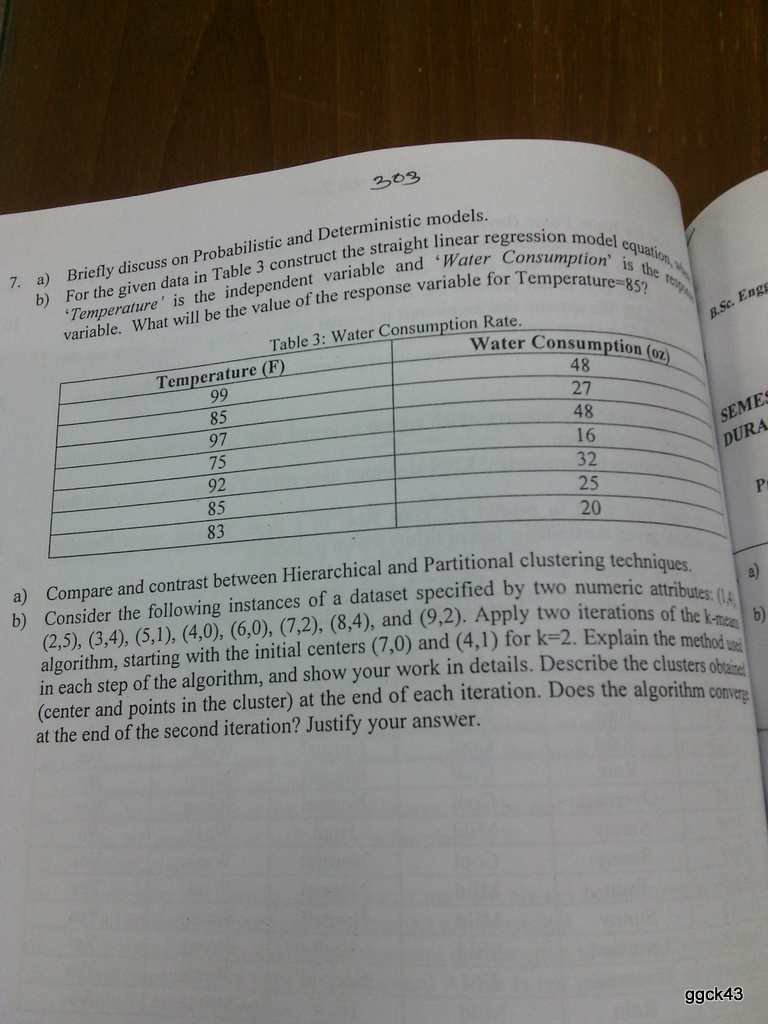 303
7. a) Briefly discuss on Probabilistic and Deterministic models.
b) For the given data in Table 3 construct the straight linear regression model equation,
'Temperature' is the independent variable and 'Water Consumption' is the
variable. What will be the value of the response variable for Temperature=85?
Table 3: Water Consumption Rate.
Temperature (F) Water Consumption (oz)
99 48
85 27
97 48
75 16
92 32
85 25
83 20
a) Compare and contrast between Hierarchical and Partitional clustering techniques.
b) Consider the following instances of a dataset specified by two numeric attributes: (1,4),
(2,5), (3,4), (5,1), (4,0), (6,0), (7,2), (8,4), and (9,2). Apply two iterations of the k-means
algorithm, starting with the initial centers (7,0) and (4,1) for k=2. Explain the method used
in each step of the algorithm, and show your work in details. Describe the clusters obtained
(center and points in the cluster) at the end of each iteration. Does the algorithm converge
at the end of the second iteration? Justify your answer.
B.Sc. Engg
SEMES
DURA
a)
b)
ggck43